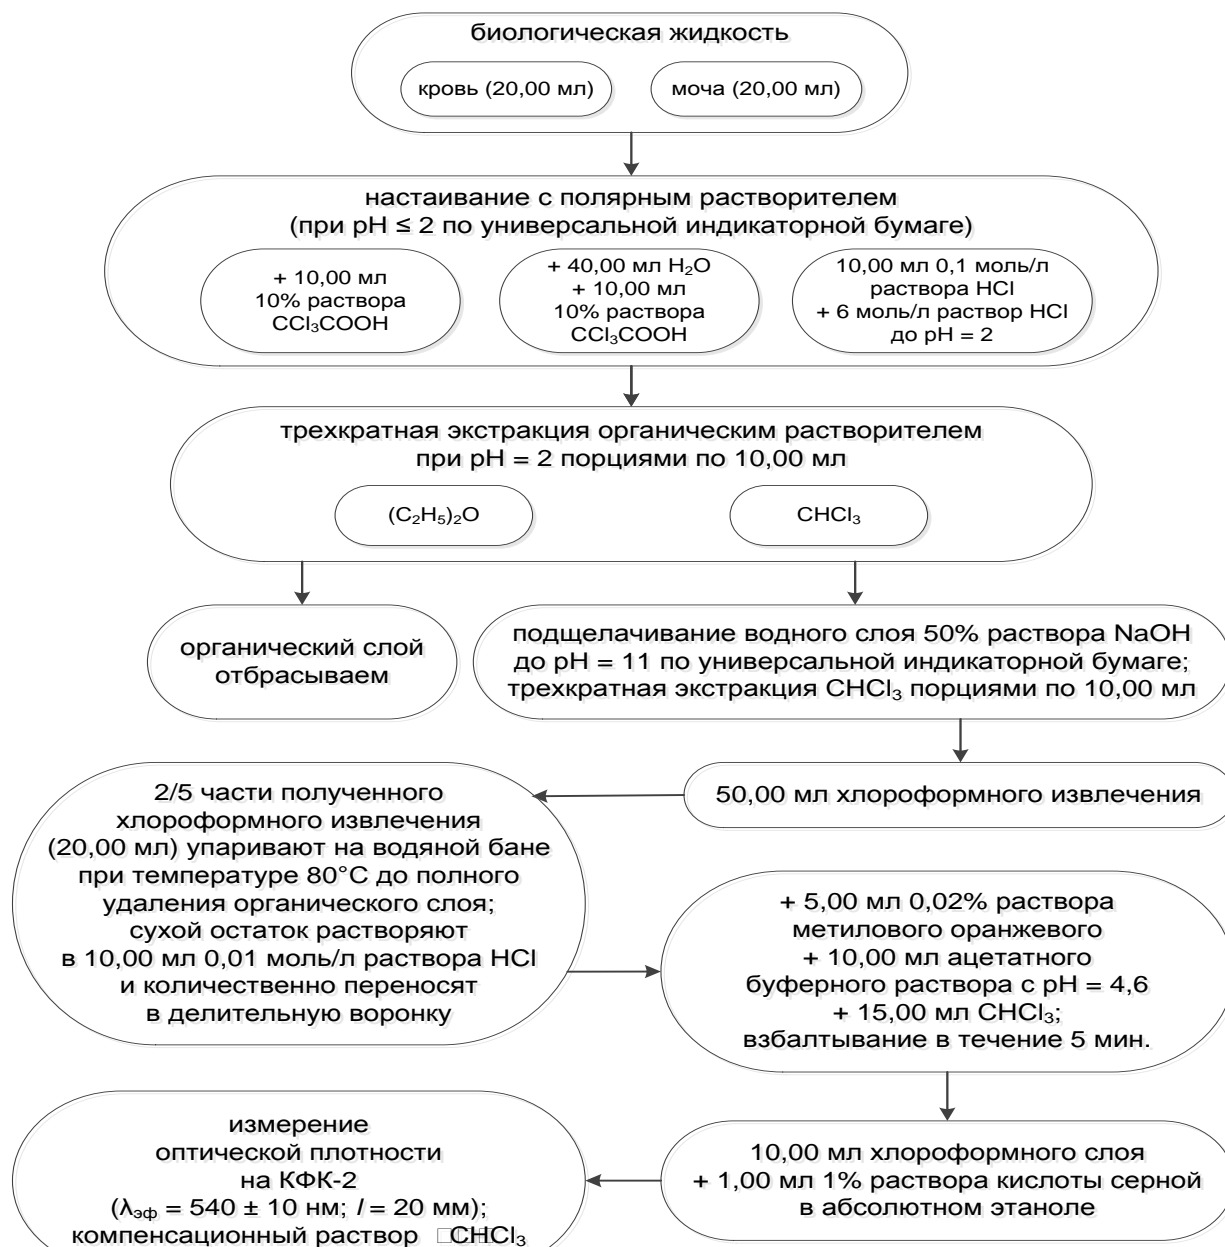 биологическая жидкость
кровь (20,00 мл)
моча (20,00 мл)
настаивание с полярным растворителем
(при pH ≤ 2 по универсальной индикаторной бумаге)
+ 10,00 мл
10% раствора
CCl₃COOH
+ 40,00 мл H₂O
+ 10,00 мл
10% раствора
CCl₃COOH
10,00 мл 0,1 моль/л
раствора HCl
+ 6 моль/л раствор HCl
до pH = 2
трехкратная экстракция органическим растворителем
при pH = 2 порциями по 10,00 мл
(C₂H₅)₂O
CHCl₃
органический слой
отбрасываем
подщелачивание водного слоя 50% раствора NaOH
до pH = 11 по универсальной индикаторной бумаге;
трехкратная экстракция CHCl₃ порциями по 10,00 мл
50,00 мл хлороформного извлечения
2/5 части полученного
хлороформного извлечения
(20,00 мл) упаривают на водяной бане
при температуре 80°С до полного
удаления органического слоя;
сухой остаток растворяют
в 10,00 мл 0,01 моль/л раствора HCl
и количественно переносят
в делительную воронку
+ 5,00 мл 0,02% раствора
метилового оранжевого
+ 10,00 мл ацетатного
буферного раствора с pH = 4,6
+ 15,00 мл CHCl₃;
взбалтывание в течение 5 мин.
10,00 мл хлороформного слоя
+ 1,00 мл 1% раствора кислоты серной
в абсолютном этаноле
измерение
оптической плотности
на КФК-2
(λэф = 540 ± 10 нм; l = 20 мм);
компенсационный раствор CHCl₃